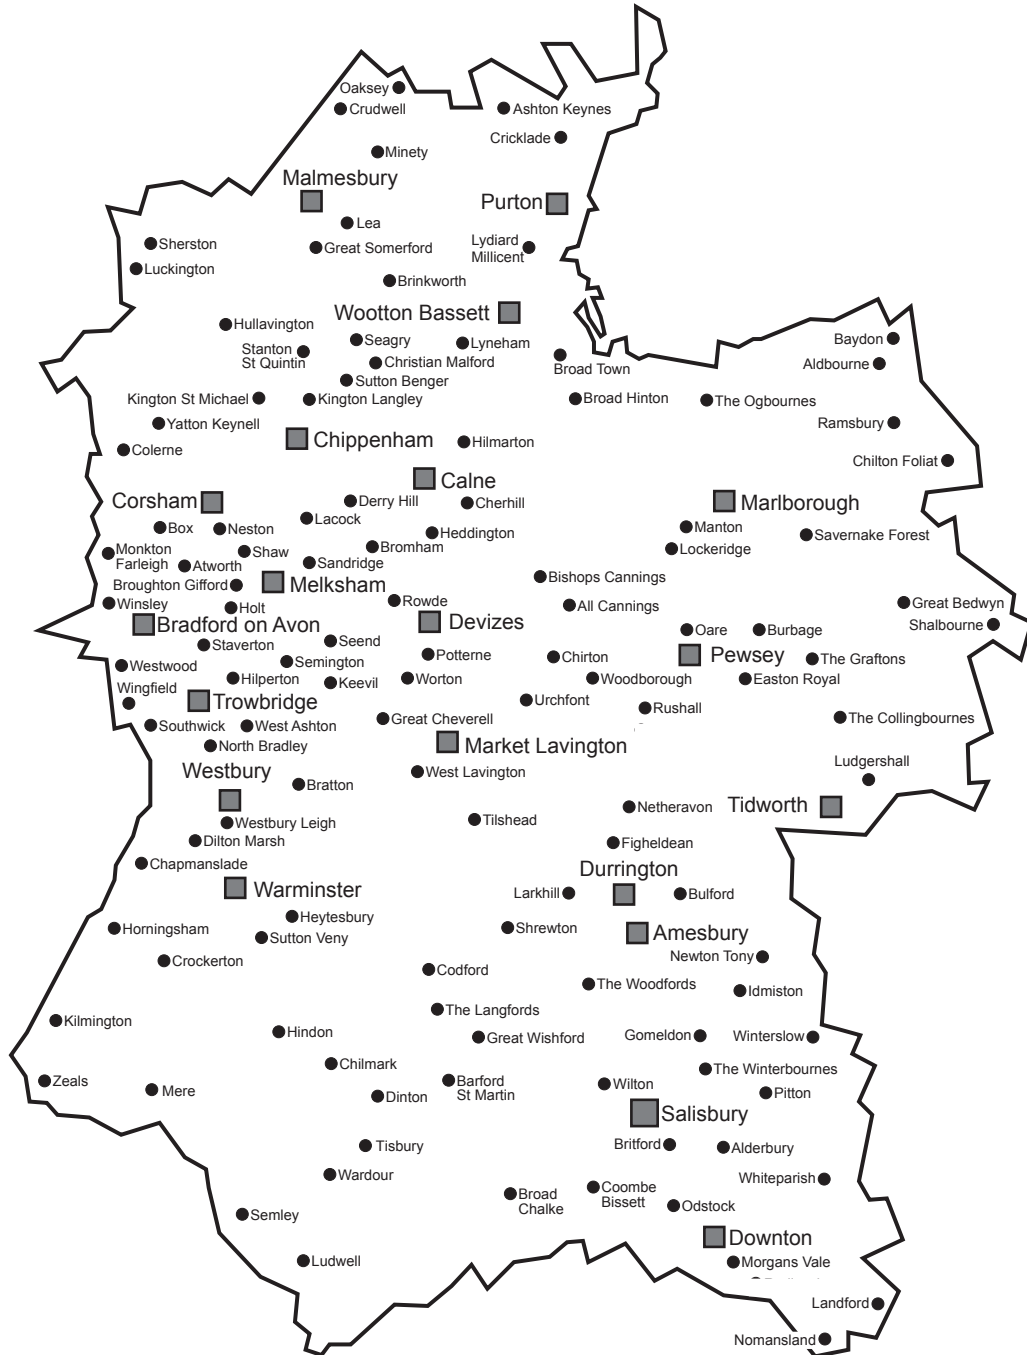 Oaksey
Crudwell
Ashton Keynes
Cricklade
Minety
Malmesbury
Purton
Lea
Sherston
Great Somerford
Lydiard
Millicent
Luckington
Brinkworth
Wootton Bassett
Hullavington
Seagry
Lyneham
Baydon
Stanton
St Quintin
Christian Malford
Broad Town
Aldbourne
Sutton Benger
Kington St Michael
Kington Langley
Broad Hinton
The Ogbournes
Yatton Keynell
Ramsbury
Chippenham
Hilmarton
Colerne
Chilton Foliat
Calne
Corsham
Derry Hill
Cherhill
Marlborough
Lacock
Box
Neston
Heddington
Manton
Savernake Forest
Monkton
Farleigh
Shaw
Bromham
Lockeridge
Atworth
Sandridge
Broughton Gifford
Melksham
Bishops Cannings
Winsley
Holt
Rowde
All Cannings
Great Bedwyn
Bradford on Avon
Devizes
Shalbourne
Staverton
Seend
Oare
Burbage
Westwood
Semington
Potterne
Chirton
Pewsey
The Graftons
Wingfield
Hilperton
Keevil
Worton
Woodborough
Easton Royal
Trowbridge
Urchfont
Rushall
Southwick
West Ashton
Great Cheverell
The Collingbournes
North Bradley
Market Lavington
Westbury
West Lavington
Ludgershall
Bratton
Netheravon
Tidworth
Westbury Leigh
Tilshead
Dilton Marsh
Figheldean
Chapmanslade
Durrington
Warminster
Larkhill
Bulford
Heytesbury
Horningsham
Sutton Veny
Shrewton
Amesbury
Crockerton
Newton Tony
Codford
The Woodfords
Idmiston
The Langfords
Kilmington
Hindon
Great Wishford
Gomeldon
Winterslow
Chilmark
The Winterbournes
Zeals
Mere
Barford
St Martin
Wilton
Dinton
Pitton
Salisbury
Tisbury
Britford
Alderbury
Wardour
Whiteparish
Broad
Chalke
Coombe
Bissett
Odstock
Semley
Downton
Ludwell
Morgans Vale
Landford
Nomansland